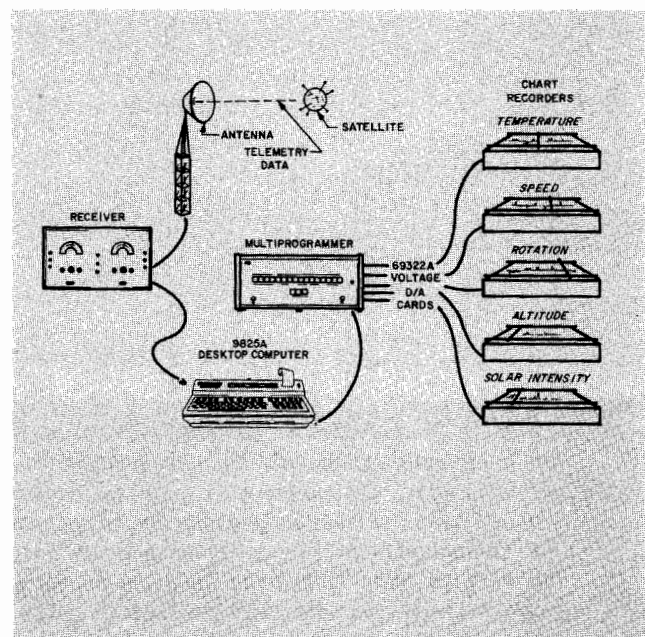 CHART
RECORDERS
TEMPERATURE
SATELLITE
ANTENNA
TELEMETRY
DATA
SPEED
RECEIVER
MULTIPROGRAMMER
69322A
VOLTAGE
D/A
CARDS
ROTATION
ALTITUDE
9825A
DESKTOP COMPUTER
SOLAR INTENSITY